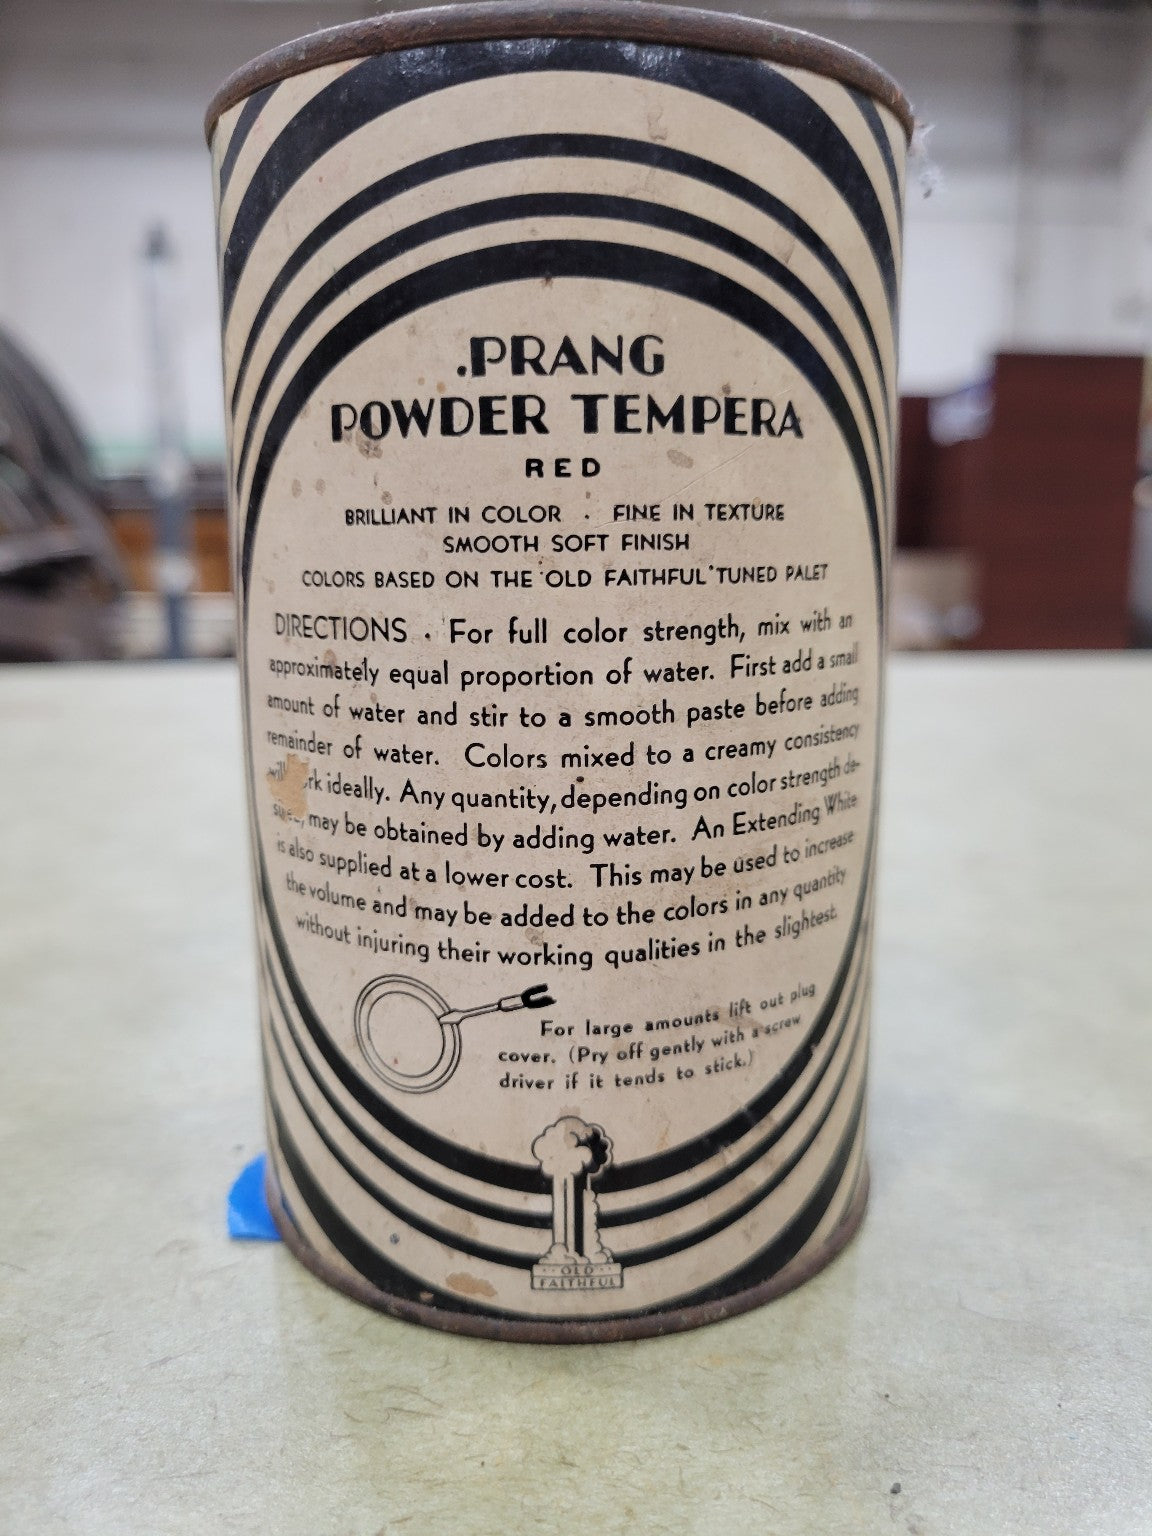 .PRANG
POWDER TEMPERA
RED
BRILLIANT IN COLOR · FINE IN TEXTURE
SMOOTH SOFT FINISH
COLORS BASED ON THE "OLD FAITHFUL" TUNED PALET
DIRECTIONS . For full color strength, mix with an
approximately equal proportion of water. First add a small
amount of water and stir to a smooth paste before adding
remainder of water. Colors mixed to a creamy consistency
will ideally. Any quantity, depending on color strength de-
may be obtained by adding water. An Extending White
is also supplied at a lower cost. This may be used to increase
the volume and may be added to the colors in any quantity
without injuring their working qualities in the slightest.
For large amounts lift out plug
cover. (Pry off gently with a screw
driver if it tends to stick.)
OLD
FAITHFUL